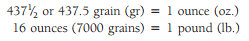 437½ or 437.5 grain (gr) = 1 ounce (oz.)
16 ounces (7000 grains) = 1 pound (lb.)